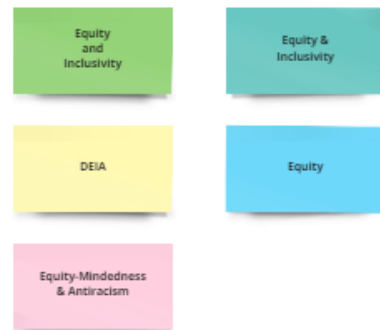 Equity
and
Inclusivity
Equity &
Inclusivity
DEIA
Equity
Equity-Mindedness
& Antiracism